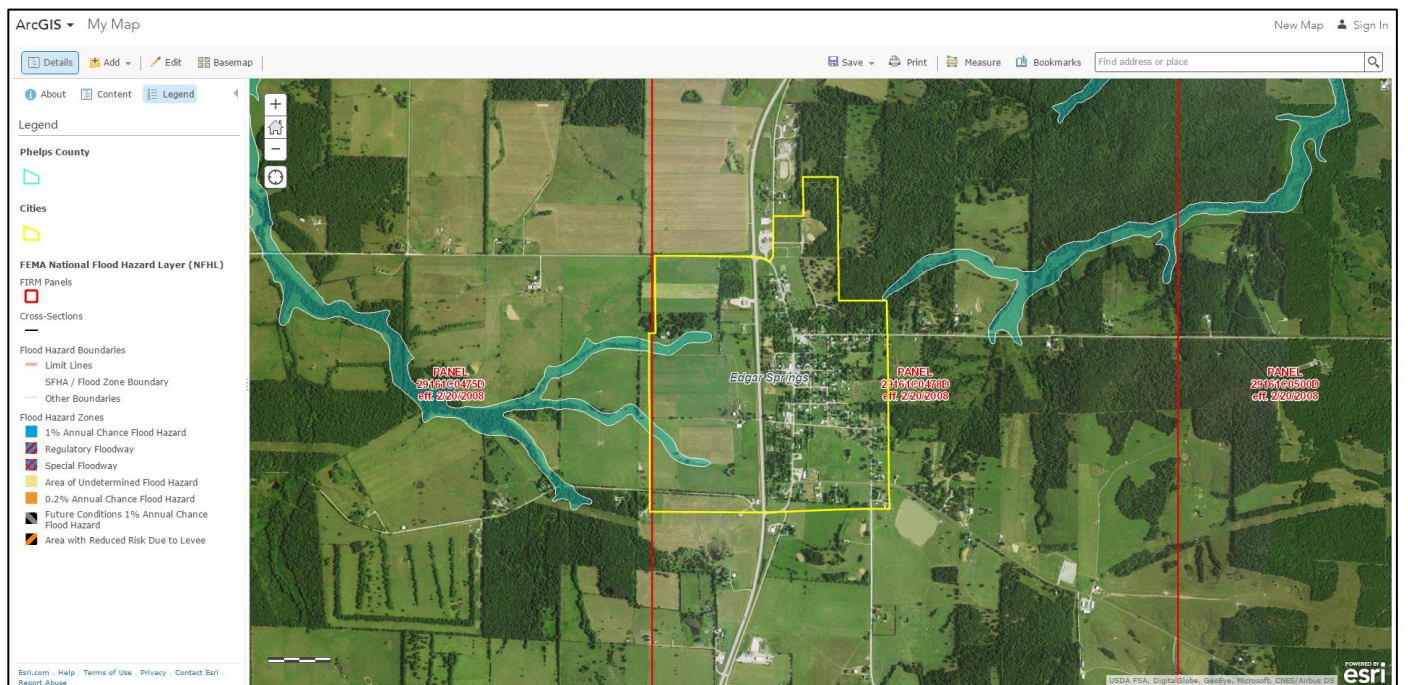 ArcGIS My Map
New Map Sign In
Details Add Edit Basemap
Save Print Measure Bookmarks Find address or place
About Content Legend
Legend
Phelps County
Cities
FEMA National Flood Hazard Layer (NFHL)
FIRM Panels
Cross-Sections
Flood Hazard Boundaries
Limit Lines
SFHA / Flood Zone Boundary
Other Boundaries
Flood Hazard Zones
1% Annual Chance Flood Hazard
Regulatory Floodway
Special Floodway
Area of Undetermined Flood Hazard
0.2% Annual Chance Flood Hazard
Future Conditions 1% Annual Chance
Flood Hazard
Area with Reduced Risk Due to Levee
Esri.com . Help . Terms of Use . Privacy . Contact Esri .
Report Abuse
PANEL
29161C0475D
eff. 2/20/2008
Edgar Springs
PANEL
29161C0478D
eff. 2/20/2008
PANEL
29161C0500D
eff. 2/20/2008
USDA FSA, DigitalGlobe, GeoEye, Microsoft, CNES/Airbus DS
POWERED BY
esri